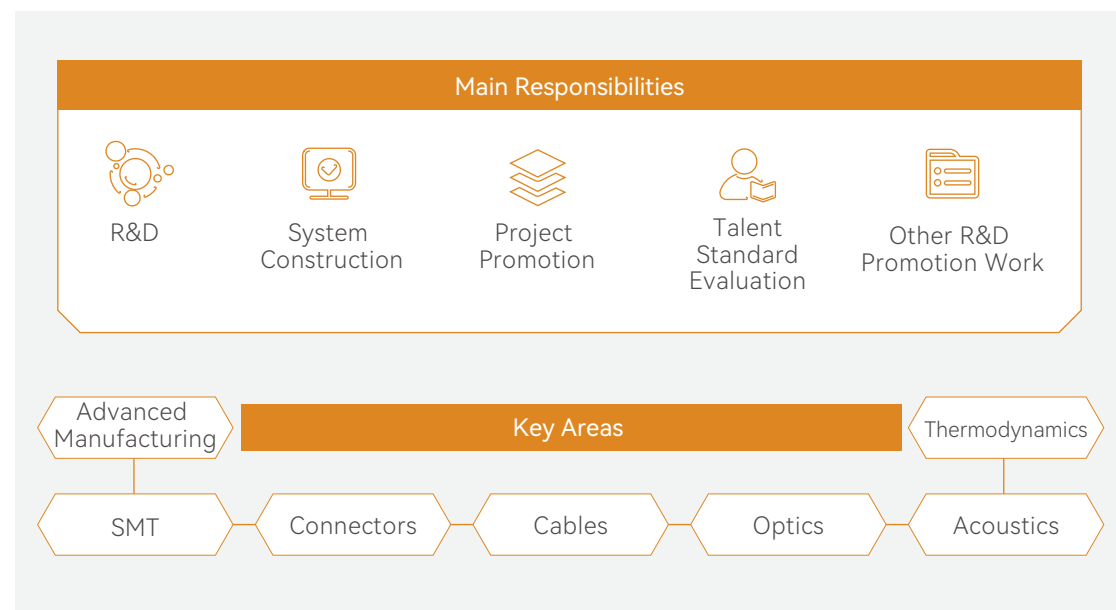 Main Responsibilities
R&D
System
Construction
Project
Promotion
Talent
Standard
Evaluation
Other R&D
Promotion Work
Advanced
Manufacturing
Key Areas
Thermodynamics
SMT
Connectors
Cables
Optics
Acoustics